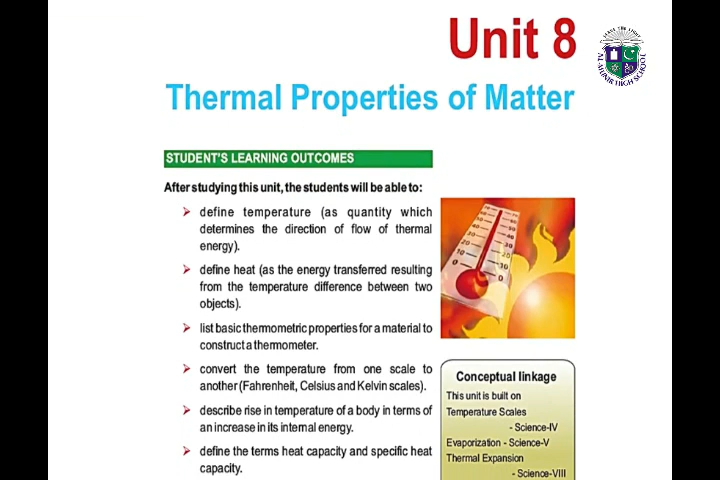 Unit 8
AL-MUNIR HIGH SCHOOL
Thermal Properties of Matter
STUDENT'S LEARNING OUTCOMES
After studying this unit, the students will be able to:
➢ define temperature (as quantity which
determines the direction of flow of thermal
energy).
➢ define heat (as the energy transferred resulting
from the temperature difference between two
objects).
➢ list basic thermometric properties for a material to
construct a thermometer.
➢ convert the temperature from one scale to
another (Fahrenheit, Celsius and Kelvin scales).
➢ describe rise in temperature of a body in terms of
an increase in its internal energy.
➢ define the terms heat capacity and specific heat
capacity.
Conceptual linkage
This unit is built on
Temperature Scales
- Science-IV
Evaporization - Science-V
Thermal Expansion
- Science-VIII